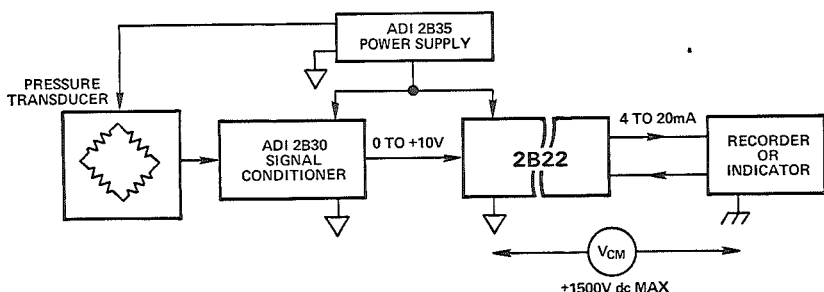 ADI 2B35
POWER SUPPLY
PRESSURE
TRANSDUCER
ADI 2B30
SIGNAL
CONDITIONER
0 TO +10V
2B22
4 TO 20mA
RECORDER
OR
INDICATOR
VCM
±1500V dc MAX